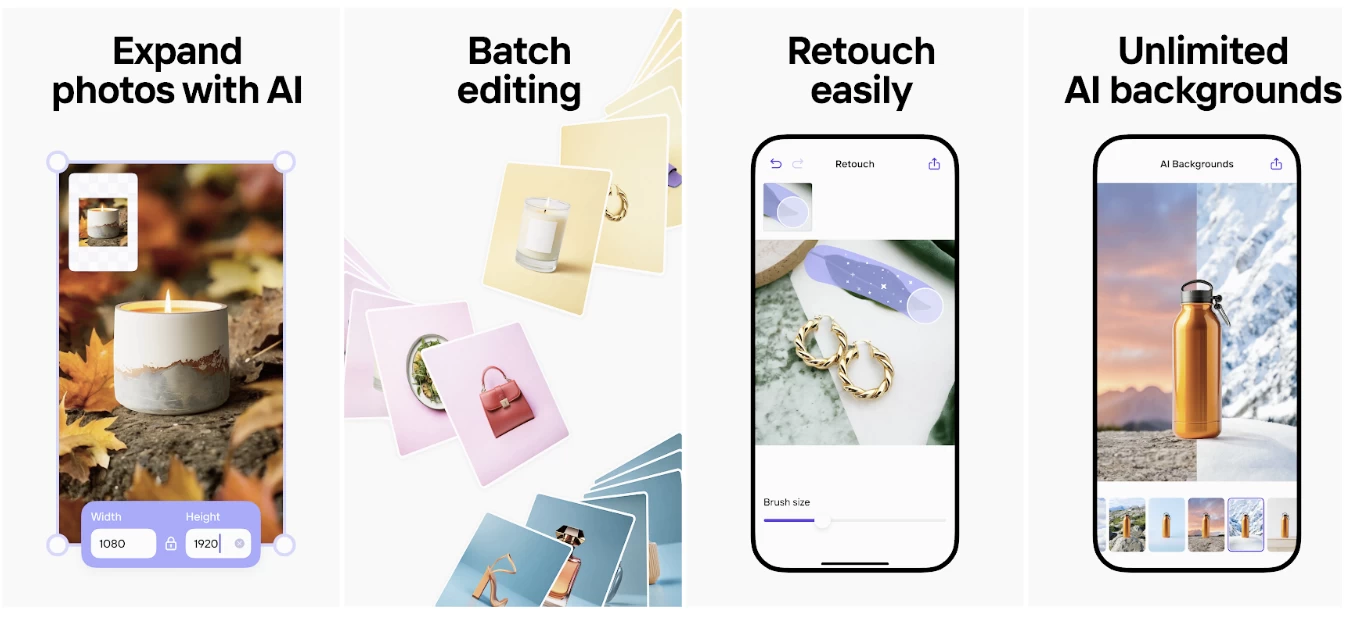 Expand
photos with AI
Width
Height
1080
1920
Batch
editing
Retouch
easily
Retouch
Brush size
Unlimited
AI backgrounds
AI Backgrounds